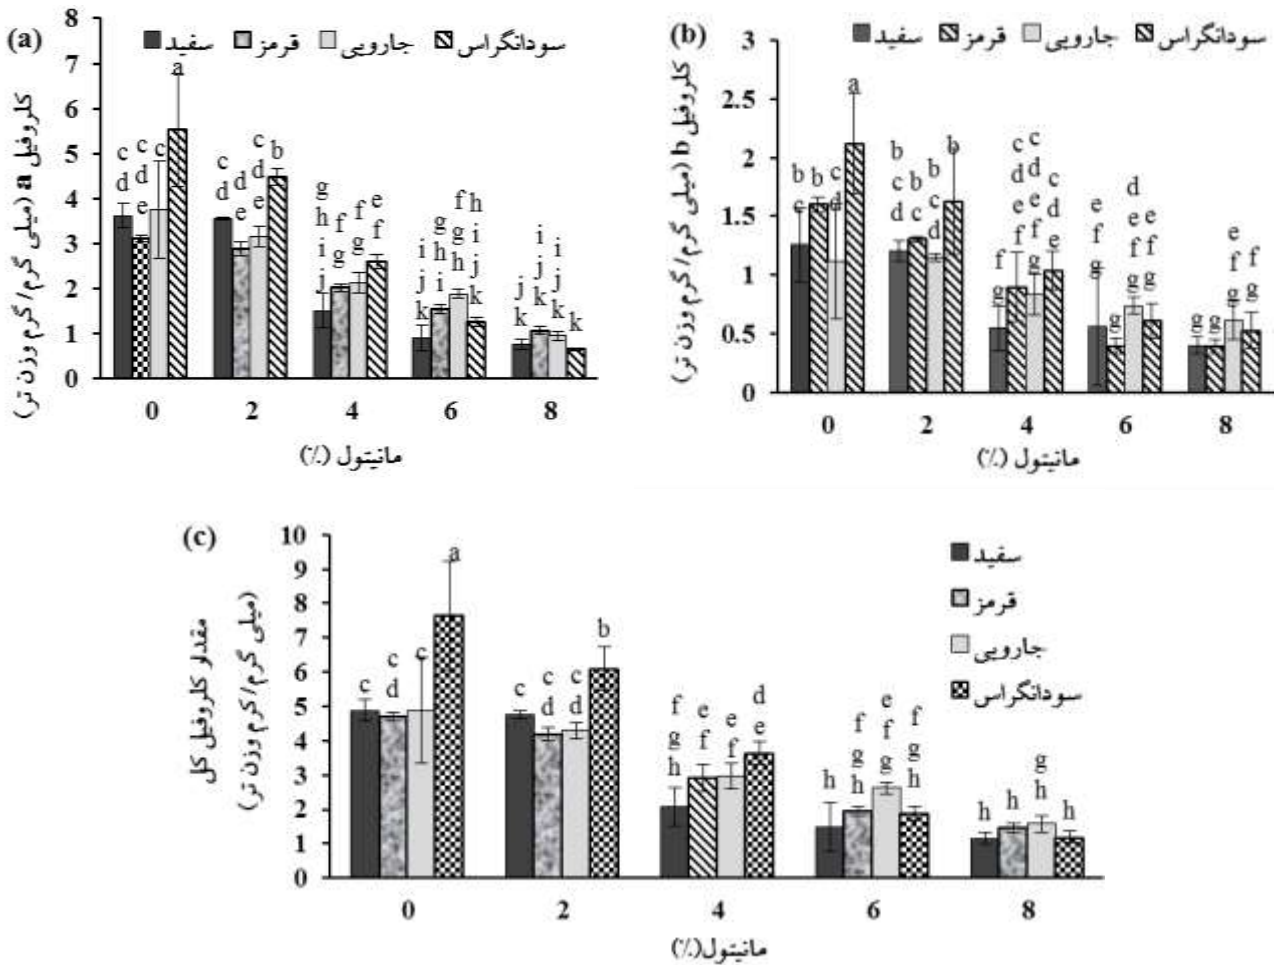 (a)
سفید قرمز جارویی سودانگراس
کلروفیل a (میلی گرم/ گرم وزن تر)
8
7
6
5
4
3
2
1
0
c d
c d e
c d
a
c d
d e
c d e
b
g h i j
f g
f g
e f
i j k
g h i
f g h
h i j k
j k
i j k
i j k
k
0 2 4 6 8
مانیتول (٪)
(b)
سفید قرمز جارویی سودانگراس
کلروفیل b (میلی گرم/ گرم وزن تر)
3
2.5
2
1.5
1
0.5
0
b c
b
b c d
a
b c d
b c
b c d
b
f g
c d e f
c d e f g
c d e
e f g
g
d e f g
e f g
g
g
e f g
f g
0 2 4 6 8
مانیتول (٪)
(c)
سفید
قرمز
جارویی
سودانگراس
مقدار کلروفیل کل
(میلی گرم/ گرم وزن تر)
10
9
8
7
6
5
4
3
2
1
0
c
c d
c
a
c
c d
c d
b
f g h
e f
e f
d e
h
f g h
e f g
f g h
h
h
g h
h
0 2 4 6 8
مانیتول(٪)